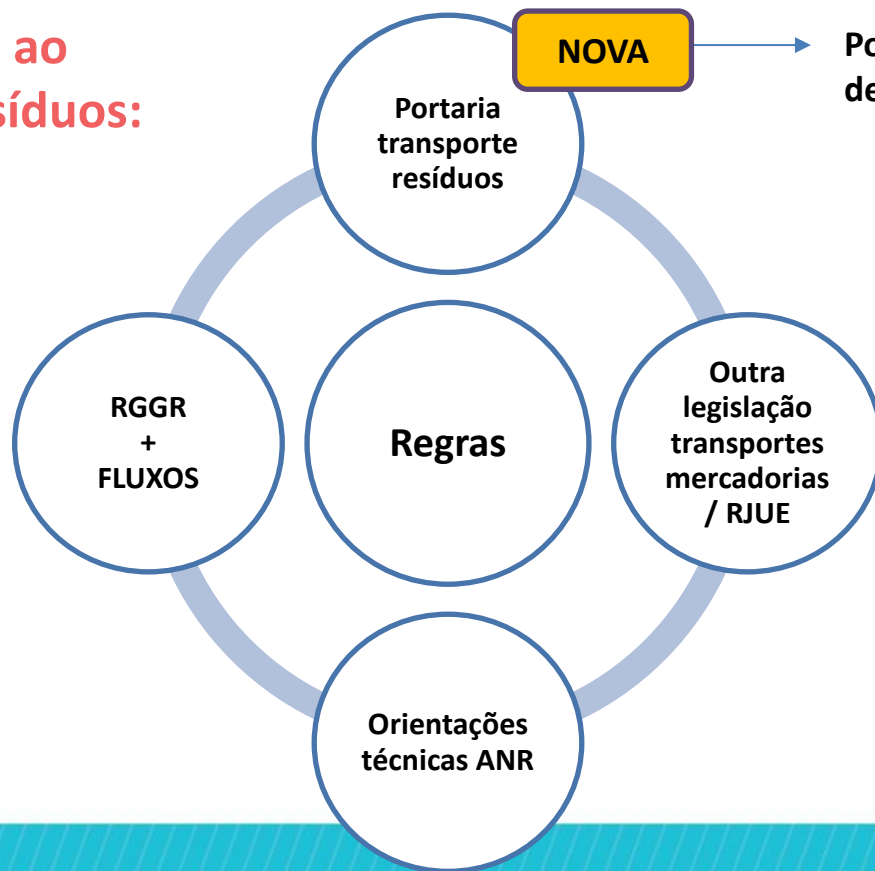 ao
síduos:
NOVA
Po
de
Portaria
transporte
resíduos
RGGR
+
FLUXOS
Regras
Outra
legislação
transportes
mercadorias
/ RJUE
Orientações
técnicas ANR